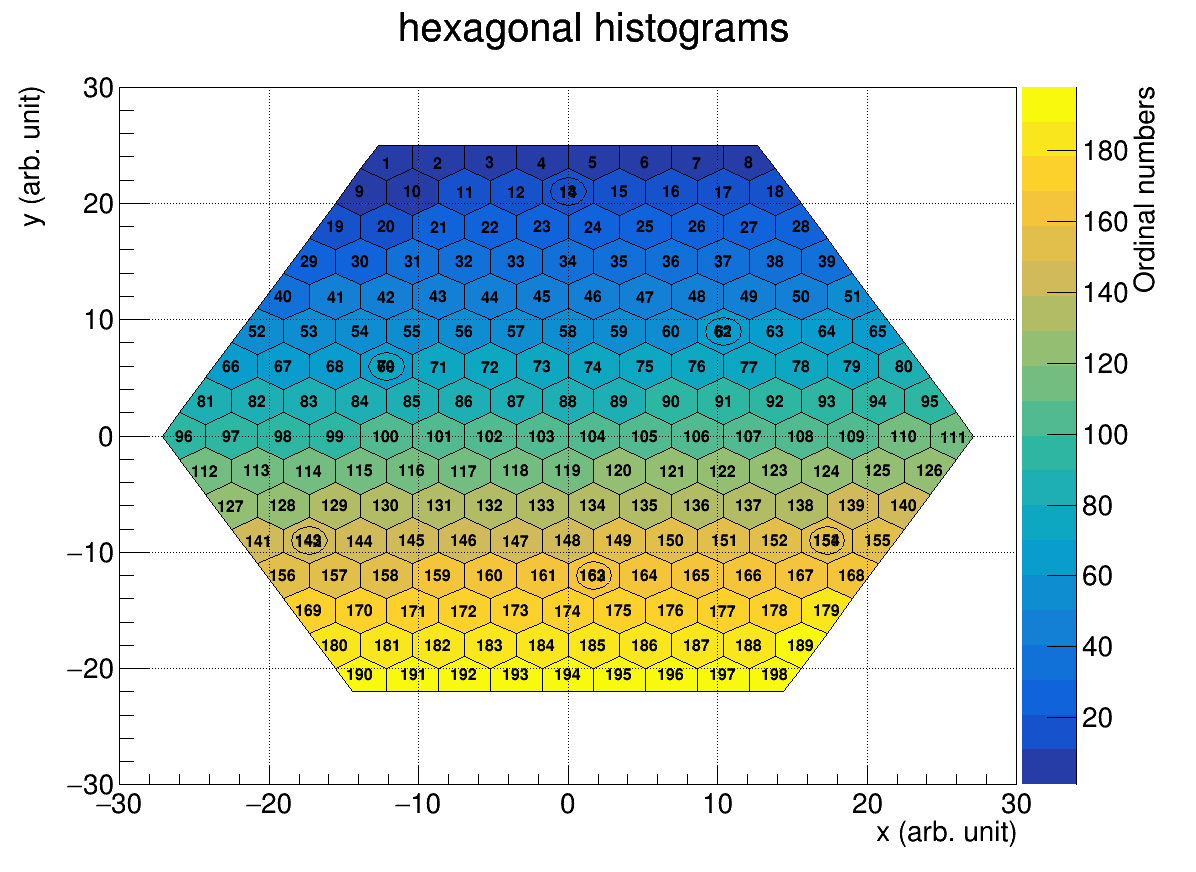 hexagonal histograms
y (arb. unit)
30
20
10
0
−10
−20
−30
1 2 3 4 5 6 7 8
9 10 11 12 15 16 17 18
19 20 21 22 23 24 25 26 27 28
29 30 31 32 33 34 35 36 37 38 39
40 41 42 43 44 45 46 47 48 49 50 51
52 53 54 55 56 57 58 59 60 63 64 65
66 67 68 71 72 73 74 75 76 77 78 79 80
81 82 83 84 85 86 87 88 89 90 91 92 93 94 95
96 97 98 99 100 101 102 103 104 105 106 107 108 109 110 111
112 113 114 115 116 117 118 119 120 121 122 123 124 125 126
127 128 129 130 131 132 133 134 135 136 137 138 139 140
141 144 145 146 147 148 149 150 151 152 155
156 157 158 159 160 161 164 165 166 167 168
169 170 171 172 173 174 175 176 177 178 179
180 181 182 183 184 185 186 187 188 189
190 191 192 193 194 195 196 197 198
−30 −20 −10 0 10 20 30
x (arb. unit)
Ordinal numbers
180
160
140
120
100
80
60
40
20